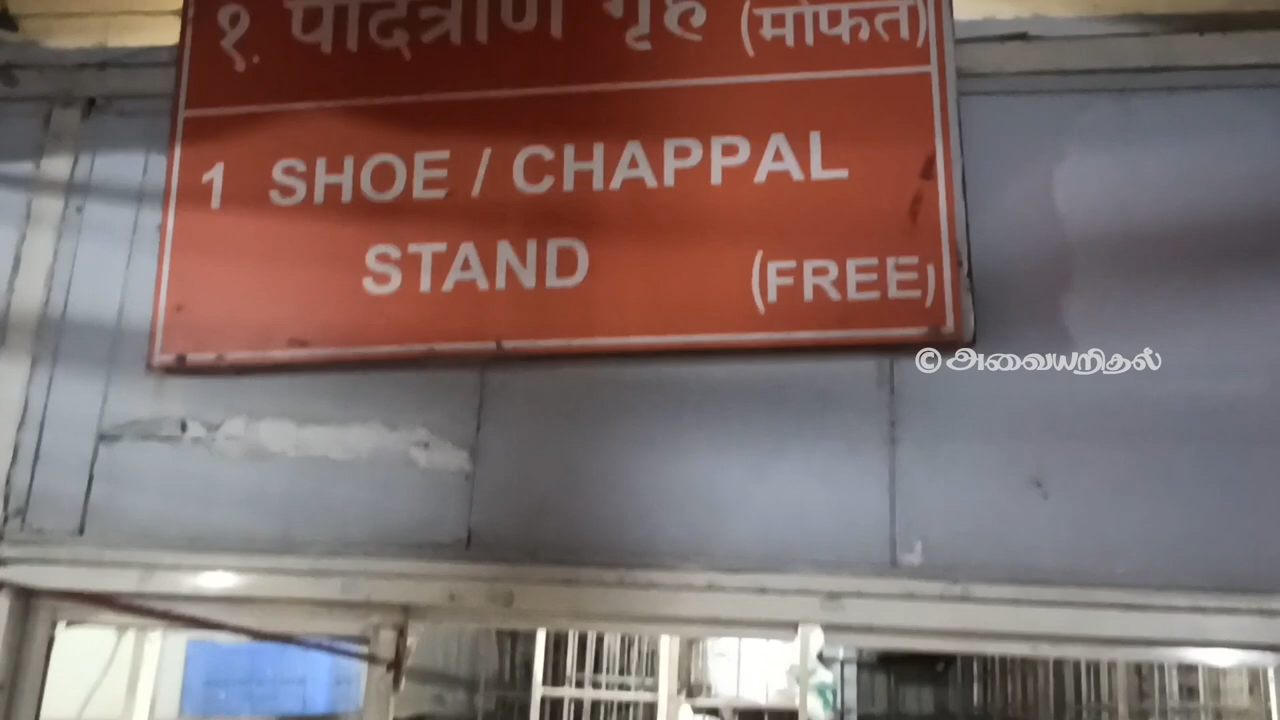 १. पादत्राण गृह (मोफत)
1 SHOE / CHAPPAL
STAND (FREE)
© அவையறிதல்